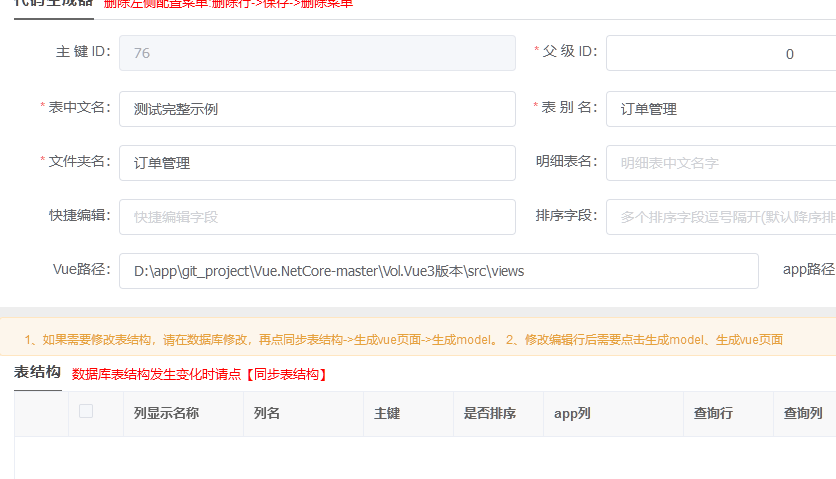 代码生成器 删除左侧配置菜单:删除行->保存->删除菜单
主 键 ID: 76 * 父 级 ID: 0
* 表中文名: 测试完整示例 * 表 别 名: 订单管理
* 文件夹名: 订单管理 明细表名: 明细表中文名字
快捷编辑: 快捷编辑字段 排序字段: 多个排序字段逗号隔开(默认降序排
Vue路径: D:\app\git_project\Vue.NetCore-master\Vol.Vue3版本\src\views app路径
1、如果需要修改表结构，请在数据库修改，再点同步表结构->生成vue页面->生成model。 2、修改编辑行后需要点击生成model、生成vue页面
表结构 数据库表结构发生变化时请点【同步表结构】
列显示名称 列名 主键 是否排序 app列 查询行 查询列